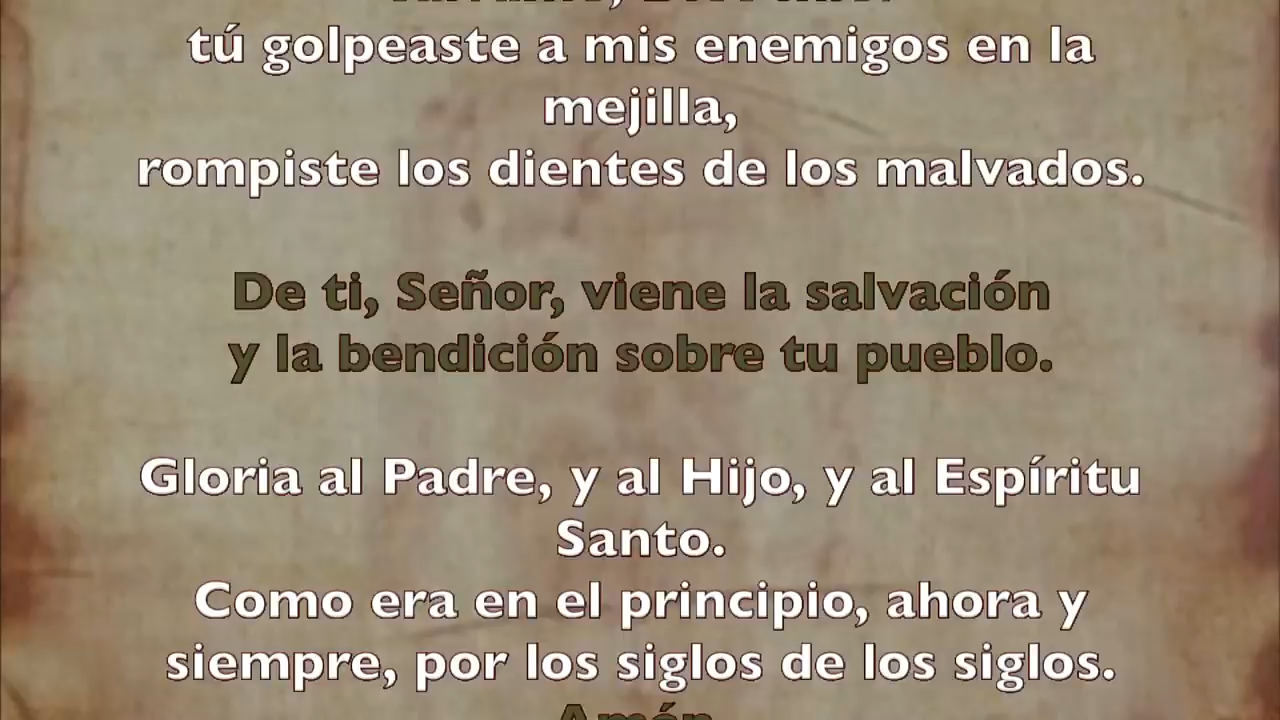 tú golpeaste a mis enemigos en la
mejilla,
rompiste los dientes de los malvados.
De ti, Señor, viene la salvación
y la bendición sobre tu pueblo.
Gloria al Padre, y al Hijo, y al Espíritu
Santo.
Como era en el principio, ahora y
siempre, por los siglos de los siglos.
Amén